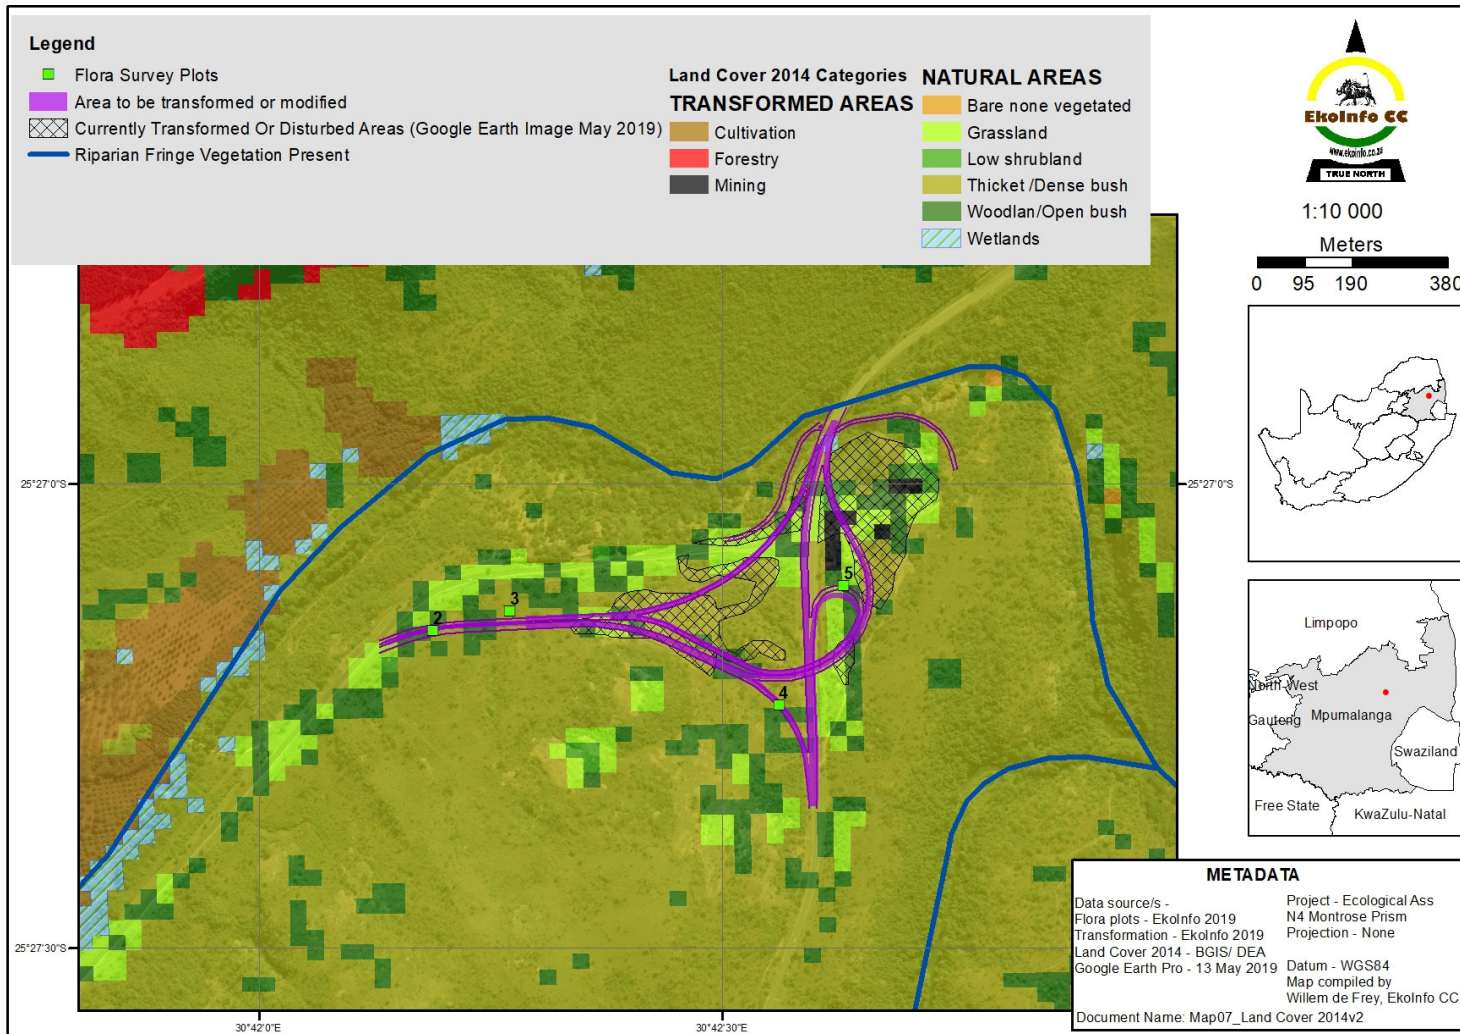 Legend
Flora Survey Plots
Area to be transformed or modified
Currently Transformed Or Disturbed Areas (Google Earth Image May 2019)
Riparian Fringe Vegetation Present
Land Cover 2014 Categories
TRANSFORMED AREAS
Cultivation
Forestry
Mining
NATURAL AREAS
Bare none vegetated
Grassland
Low shrubland
Thicket /Dense bush
Woodlan/Open bush
Wetlands
EkoInfo CC
www.ekoinfo.co.za
TRUE NORTH
1:10 000
Meters
0 95 190 380
25°27'0"S
25°27'0"S
5
3
2
4
25°27'30"S
25°27'30"S
30°42'0"E
30°42'30"E
Limpopo
North-West
Gauteng
Mpumalanga
Swaziland
Free State
KwaZulu-Natal
METADATA
Data source/s -
Flora plots - EkoInfo 2019
Transformation - EkoInfo 2019
Land Cover 2014 - BGIS/ DEA
Google Earth Pro - 13 May 2019
Project - Ecological Ass
N4 Montrose Prism
Projection - None
Datum - WGS84
Map compiled by
Willem de Frey, EkoInfo CC
Document Name: Map07_Land Cover 2014v2